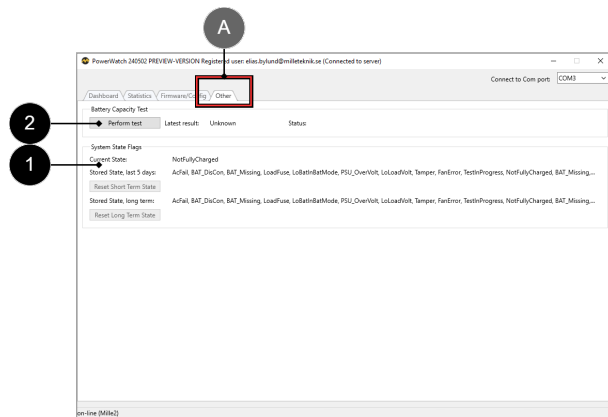 A
PowerWatch 240502 PREVIEW-VERSION Registered user: elias.bylund@milleteknik.se (Connected to server)
Connect to Com port: COM3
Dashboard Statistics Firmware/Config Other
Battery Capacity Test
2
Perform test Latest result: Unknown Status:
System State Flags
1
Current State: NotFullyCharged
Stored State, last 5 days: AcFail, BAT_DisCon, BAT_Missing, LoadFuse, LoBatInBatMode, PSU_OverVolt, LoLoadVolt, Tamper, FanError, TestInProgress, NotFullyCharged, BAT_Missing,...
Reset Short Term State
Stored State, long term: AcFail, BAT_DisCon, BAT_Missing, LoadFuse, LoBatInBatMode, PSU_OverVolt, LoLoadVolt, Tamper, FanError, TestInProgress, NotFullyCharged, BAT_Missing,...
Reset Long Term State
on-line (Mille2)